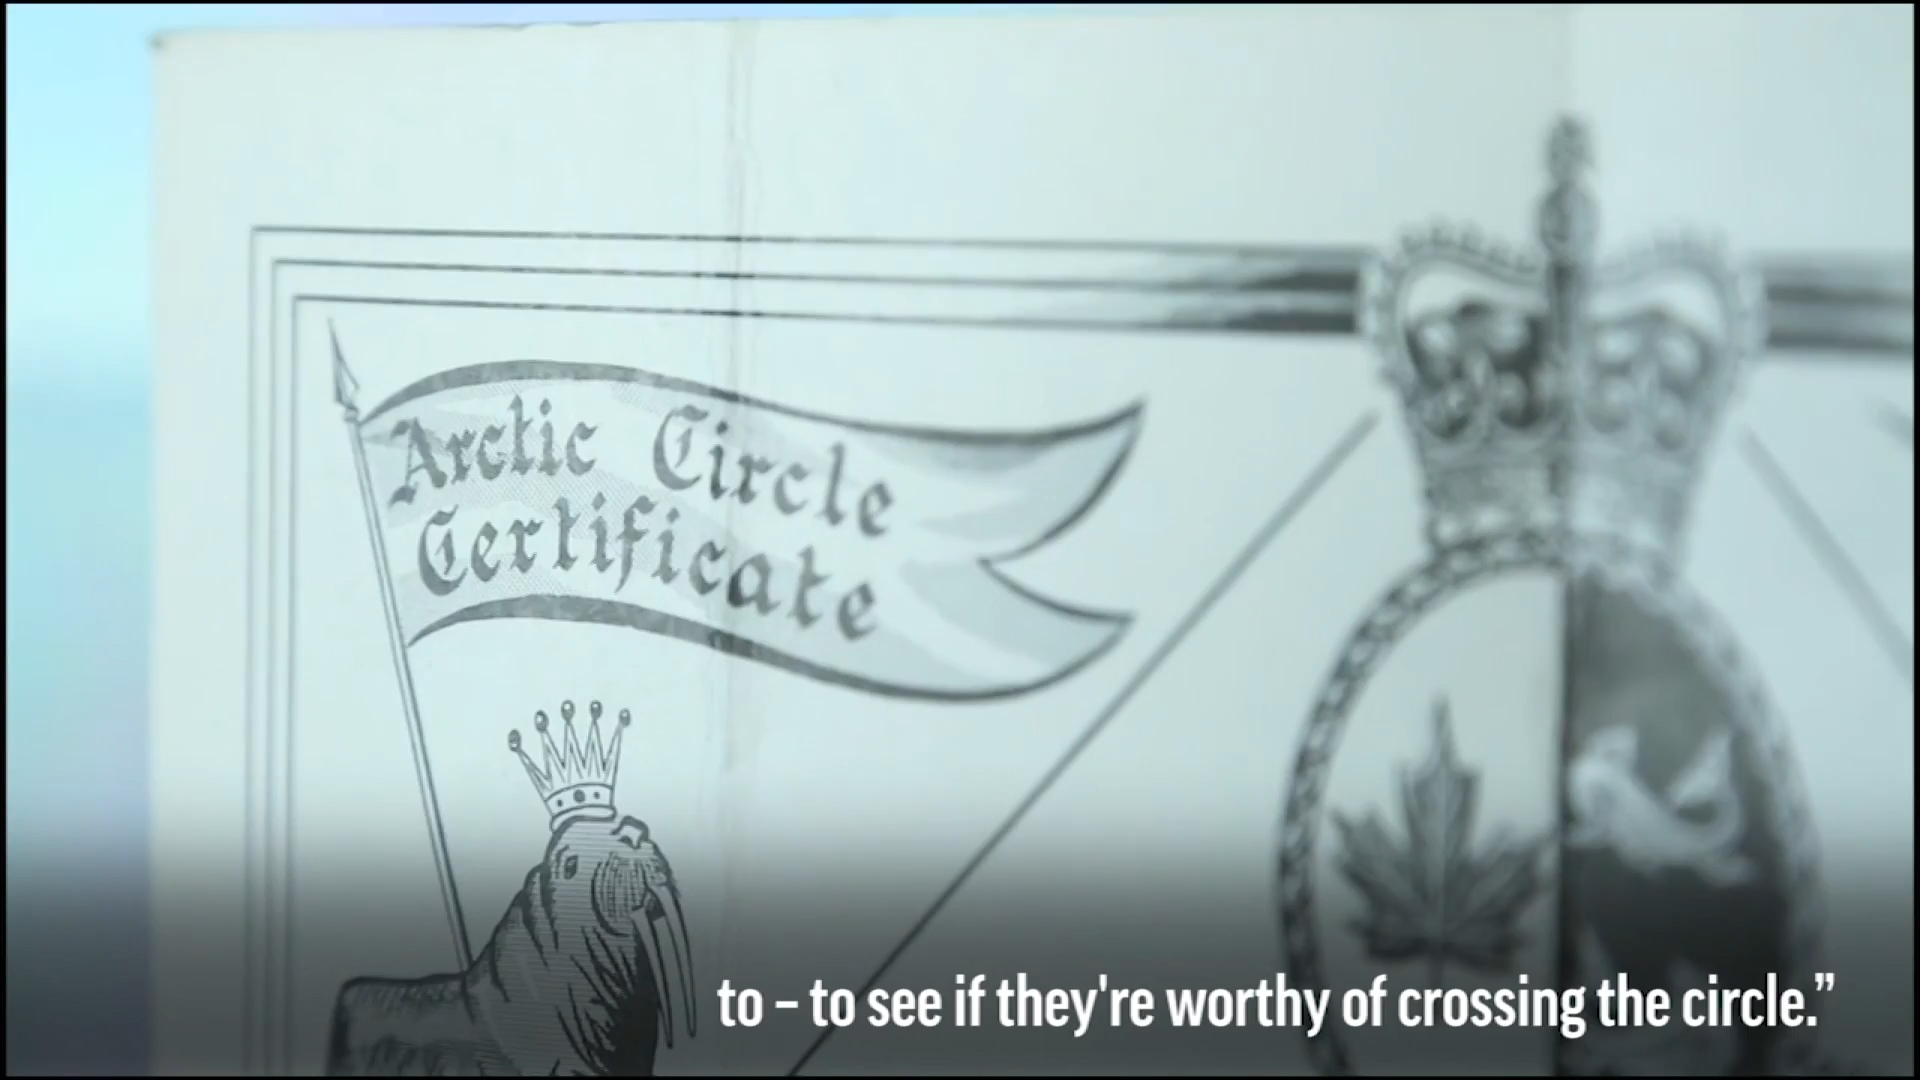 Arctic Circle
Certificate
to – to see if they're worthy of crossing the circle.”